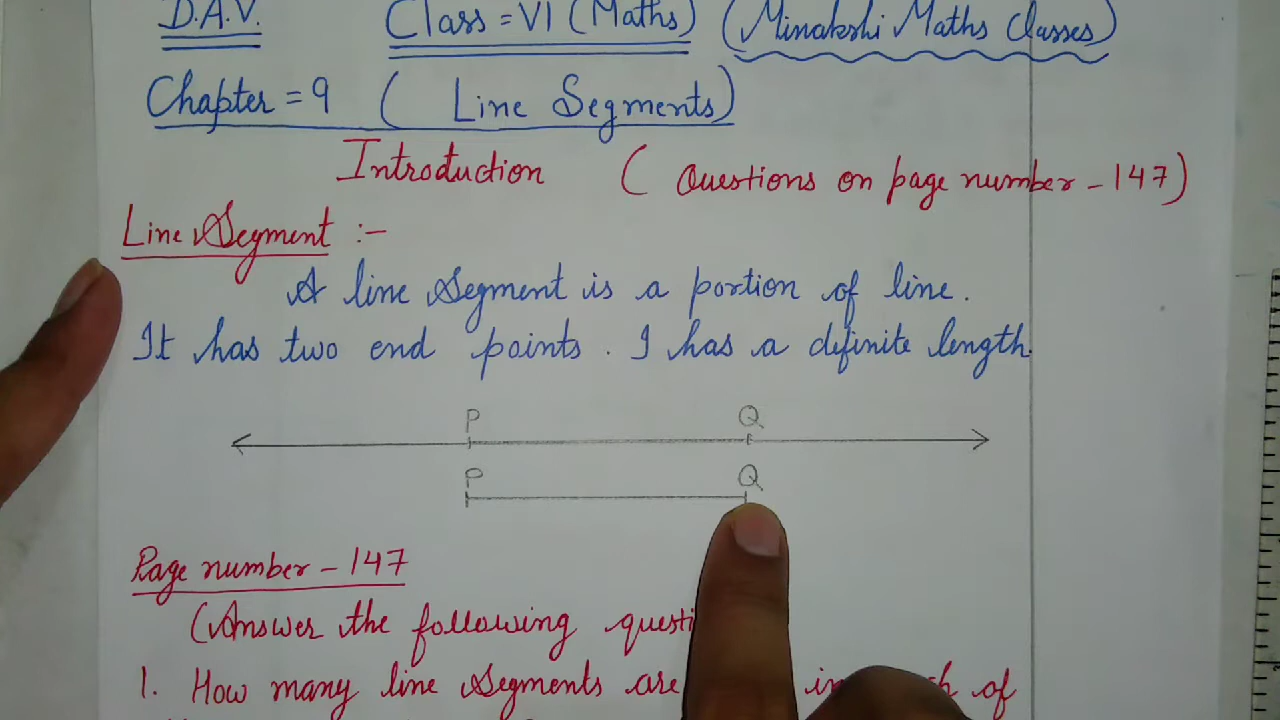 D.A.V. Class = VI (Maths) (Minakshi Maths Classes)
Chapter = 9 ( Line Segments)
Introduction ( Questions on page number - 147)
Line Segment :-
A line Segment is a portion of line.
It has two end points. I has a definite length.
P Q
P Q
Page number - 147
(Answer the following questi
1. How many line Segments are in of